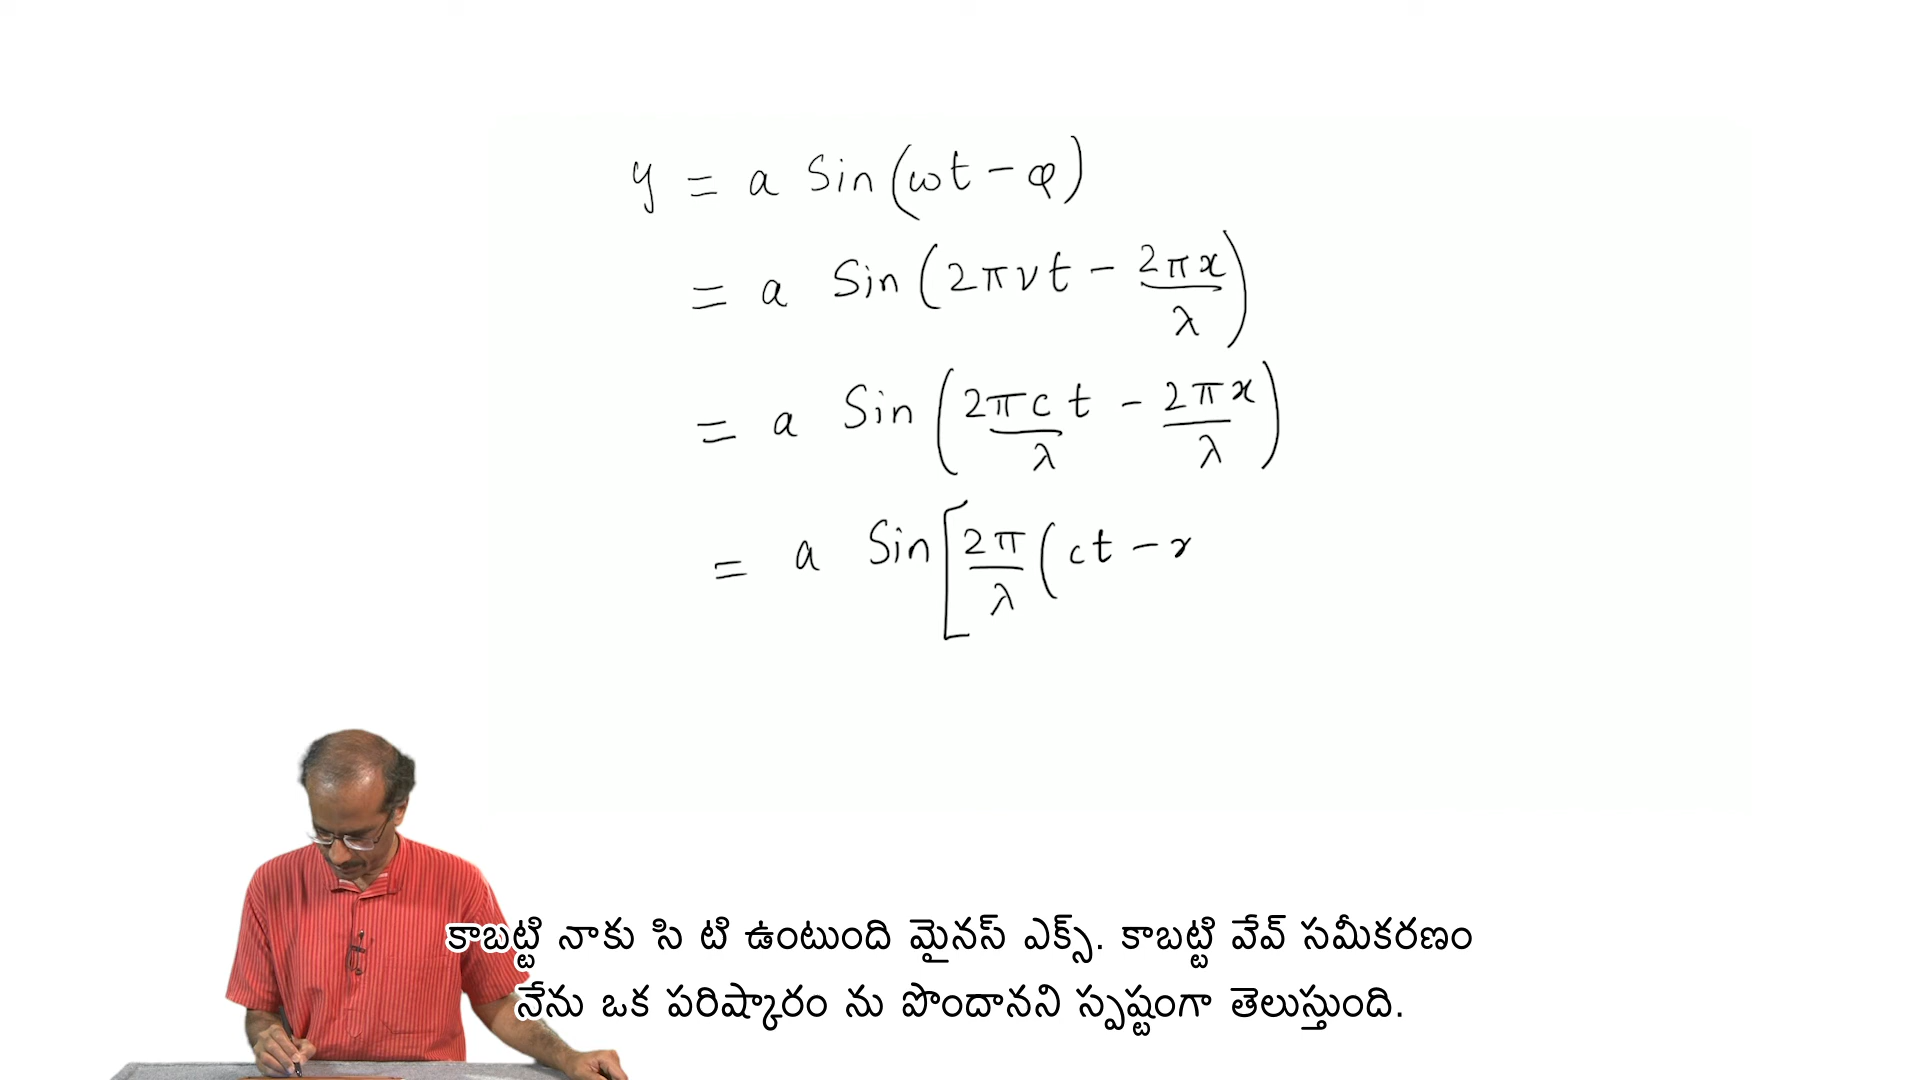 y = a Sin(ωt − φ)
= a Sin(2πνt − 2πx/λ)
= a Sin(2πc/λ t − 2πx/λ)
= a Sin[2π/λ(ct − x
కాబట్టి నాకు సి టి ఉంటుంది మైనస్ ఎక్స్. కాబట్టి వేవ్ సమీకరణం
నేను ఒక పరిష్కారం ను పొందానని స్పష్టంగా తెలుస్తుంది.